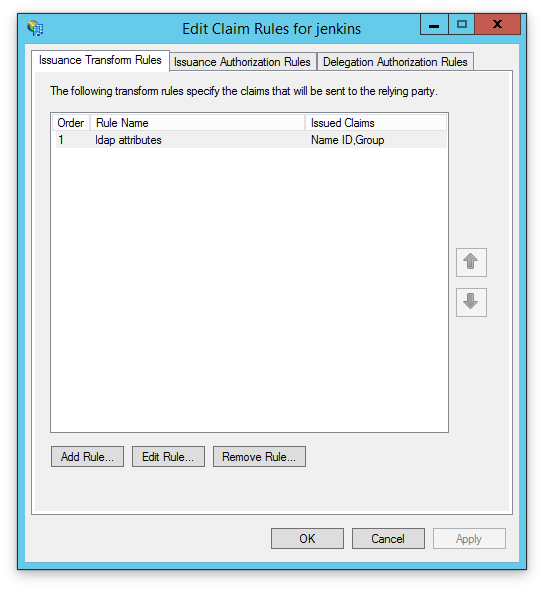 Edit Claim Rules for jenkins
Issuance Transform Rules Issuance Authorization Rules Delegation Authorization Rules
The following transform rules specify the claims that will be sent to the relying party.
Order Rule Name Issued Claims
1 ldap attributes Name ID,Group
Add Rule... Edit Rule... Remove Rule...
OK Cancel Apply